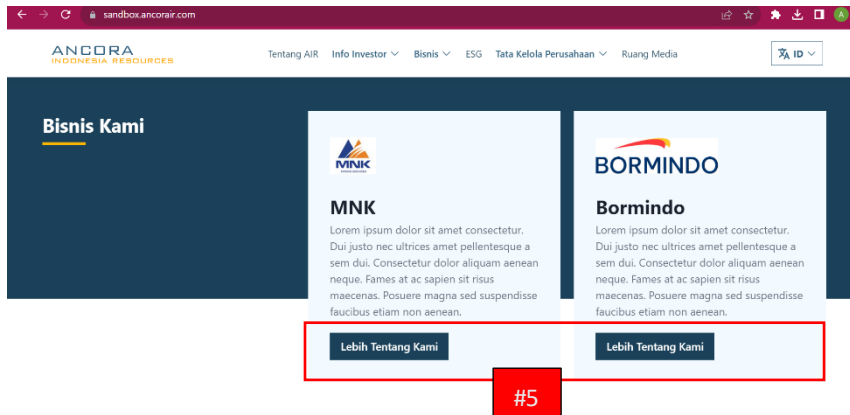 sandbox.ancorair.com
A
ANCORA
INDONESIA RESOURCES
Tentang AIR Info Investor Bisnis ESG Tata Kelola Perusahaan Ruang Media
ID
Bisnis Kami
MNK
MNK
Lorem ipsum dolor sit amet consectetur.
Dui justo nec ultrices amet pellentesque a
sem dui. Consectetur dolor aliquam aenean
neque. Fames at ac sapien sit risus
maecenas. Posuere magna sed suspendisse
faucibus etiam non aenean.
Lebih Tentang Kami
BORMINDO
Bormindo
Lorem ipsum dolor sit amet consectetur.
Dui justo nec ultrices amet pellentesque a
sem dui. Consectetur dolor aliquam aenean
neque. Fames at ac sapien sit risus
maecenas. Posuere magna sed suspendisse
faucibus etiam non aenean.
Lebih Tentang Kami
#5